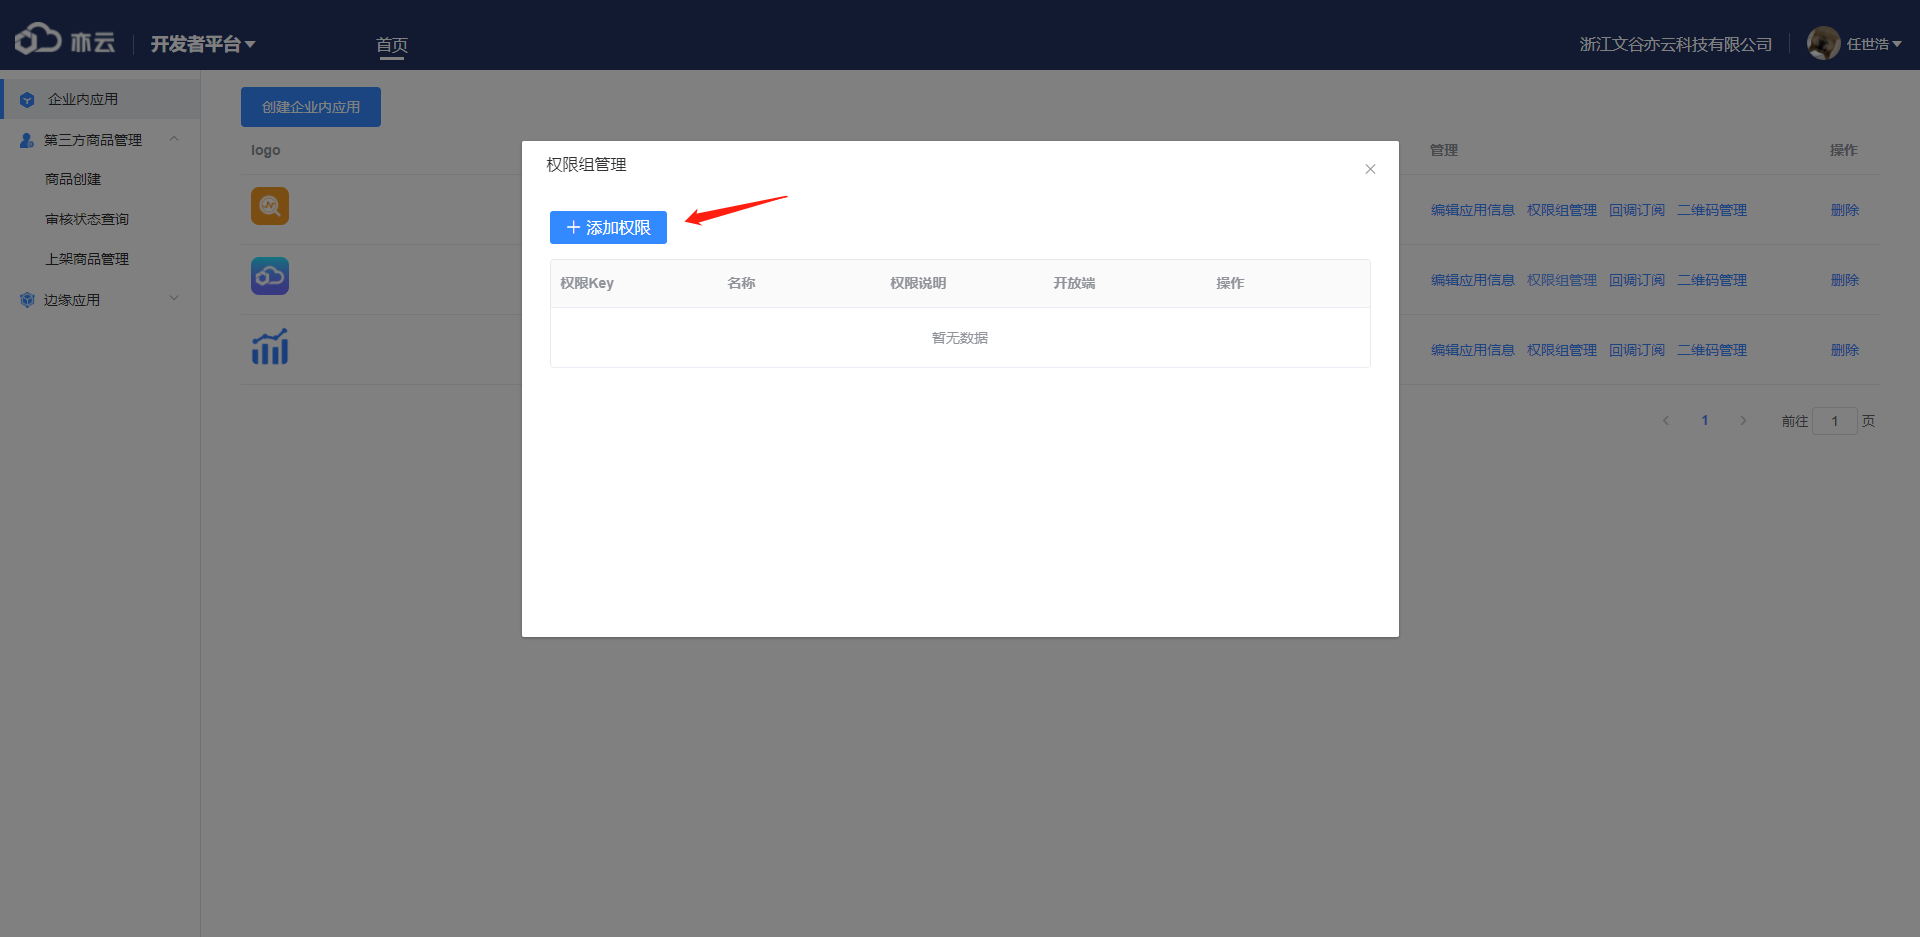 亦云
开发者平台
首页
浙江文谷亦云科技有限公司
任世浩
企业内应用
第三方商品管理
商品创建
审核状态查询
上架商品管理
边缘应用
创建企业内应用
logo
管理
操作
编辑应用信息 权限组管理 回调订阅 二维码管理 删除
编辑应用信息 权限组管理 回调订阅 二维码管理 删除
编辑应用信息 权限组管理 回调订阅 二维码管理 删除
1 前往 1 页
权限组管理
添加权限
权限Key 名称 权限说明 开放端 操作
暂无数据